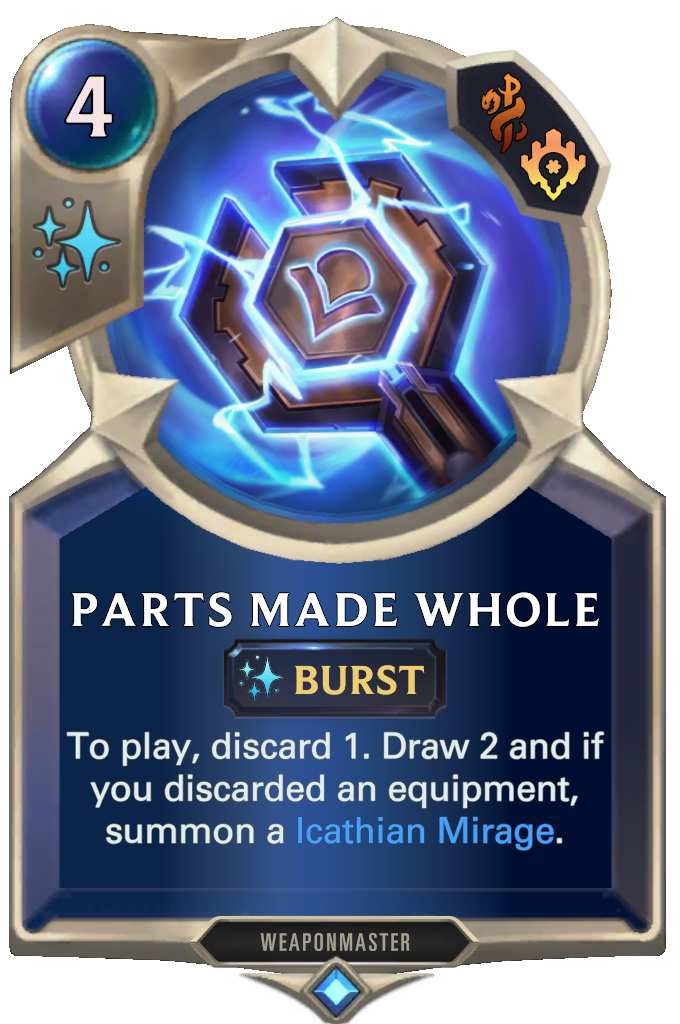 4
PARTS MADE WHOLE
BURST
To play, discard 1. Draw 2 and if
you discarded an equipment,
summon a Icathian Mirage.
WEAPONMASTER